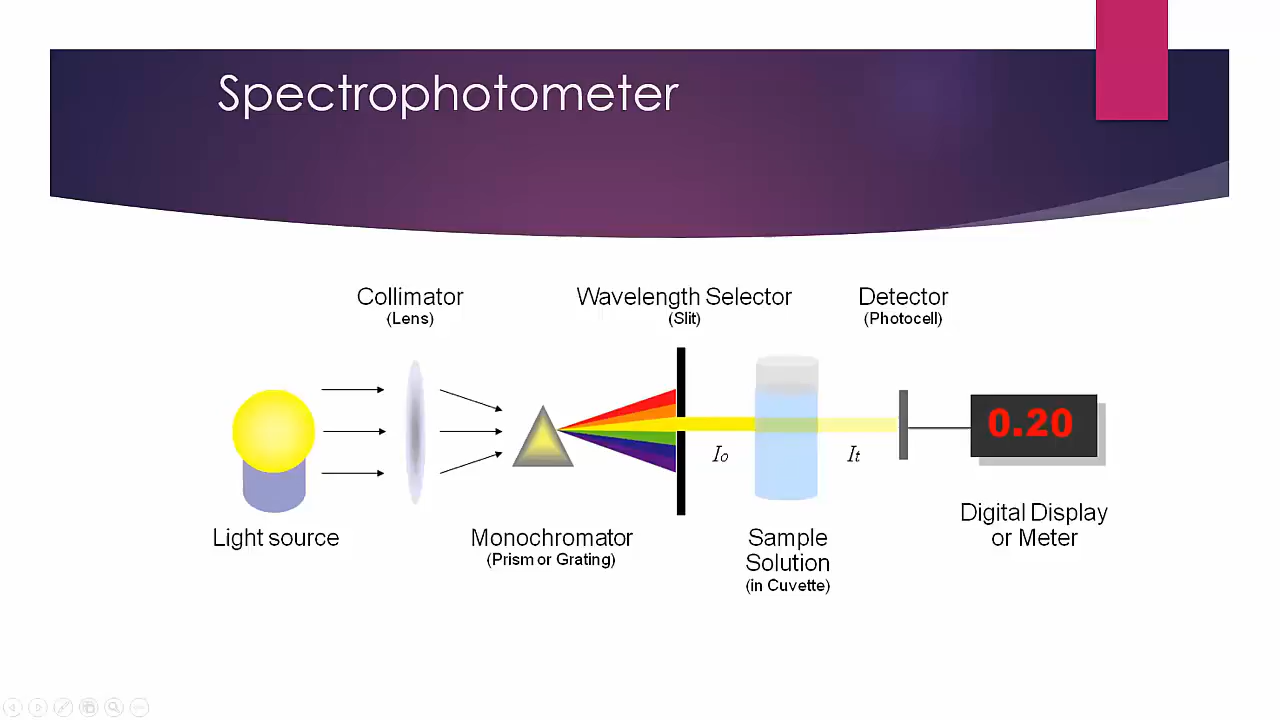 Spectrophotometer
Collimator
(Lens)
Wavelength Selector
(Slit)
Detector
(Photocell)
0.20
Io
It
Light source
Monochromator
(Prism or Grating)
Sample
Solution
(in Cuvette)
Digital Display
or Meter